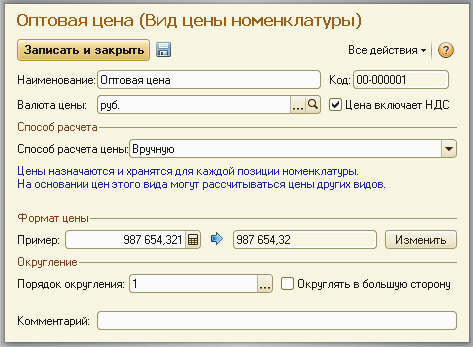 Оптовая цена (Вид цены номенклатуры)
Записать и закрыть Все действия ?
Наименование: Оптовая цена Код: 00-000001
Валюта цены: руб. ... Цена включает НДС
Способ расчета
Способ расчета цены: Вручную
Цены назначаются и хранятся для каждой позиции номенклатуры.
На основании цен этого вида могут рассчитываться цены других видов.
Формат цены
Пример: 987 654,321 987 654,32 Изменить
Округление
Порядок округления: 1 ... Округлять в большую сторону
Комментарий: